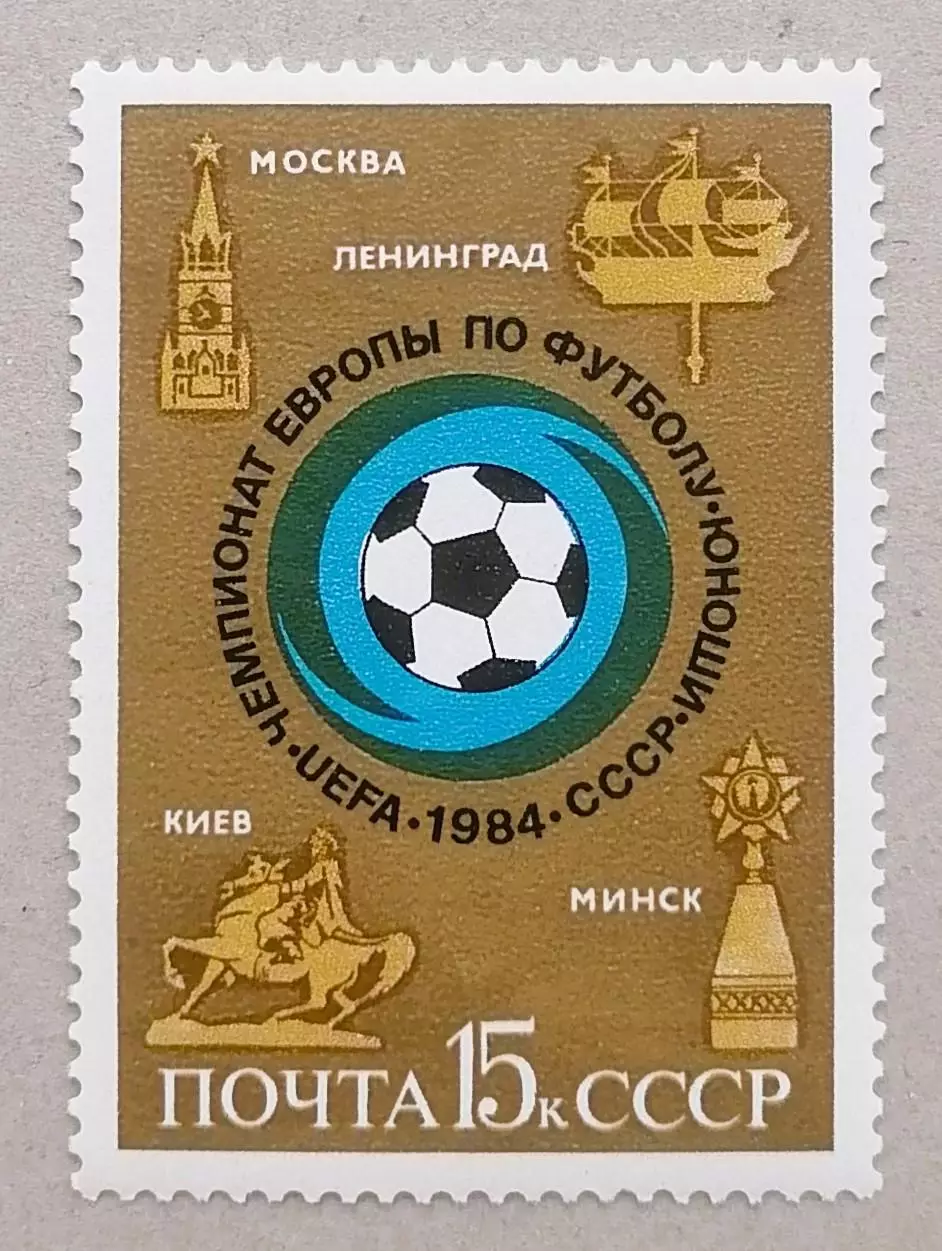 МОСКВА
ЛЕНИНГРАД
ЧЕМПИОНАТ ЕВРОПЫ ПО ФУТБОЛУ·ЮНОШИ·СССР·1984·UEFA·
КИЕВ
МИНСК
ПОЧТА 15К СССР